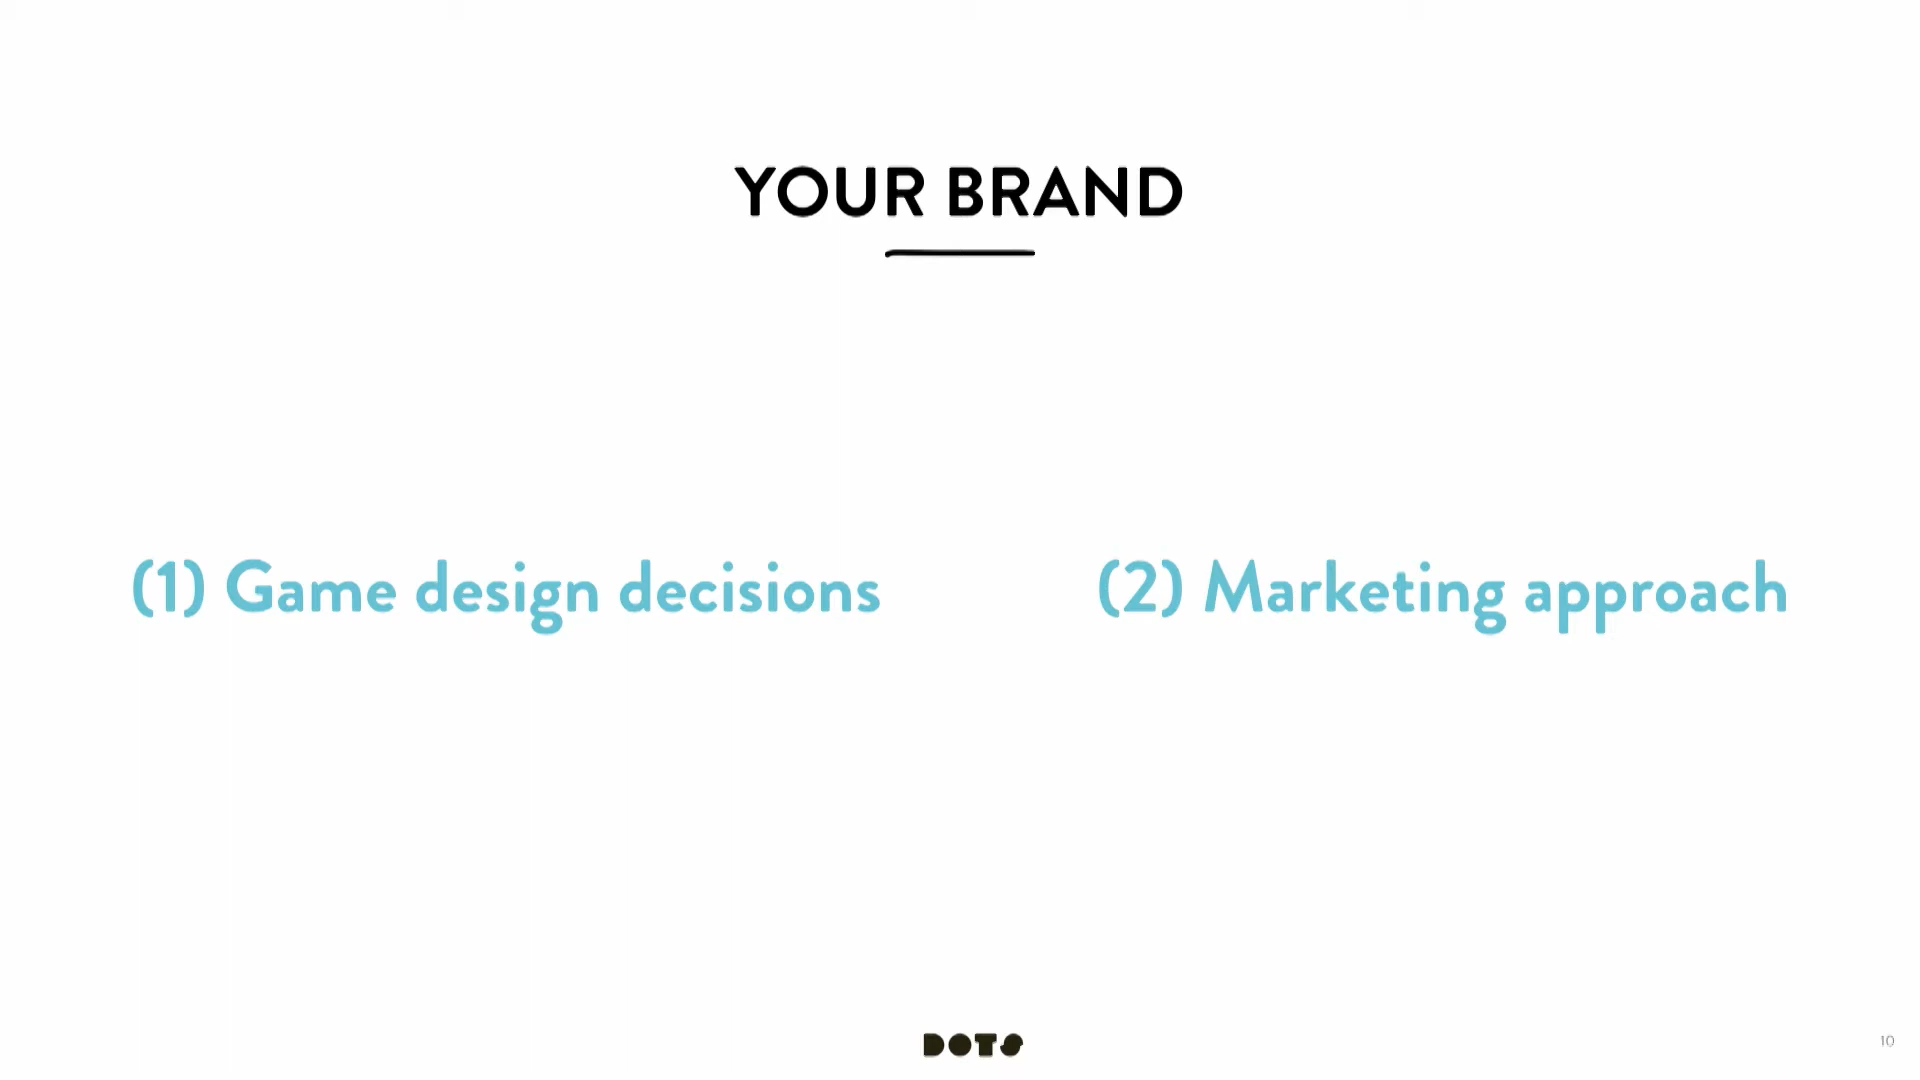 YOUR BRAND
(1) Game design decisions
(2) Marketing approach
DOTS
10